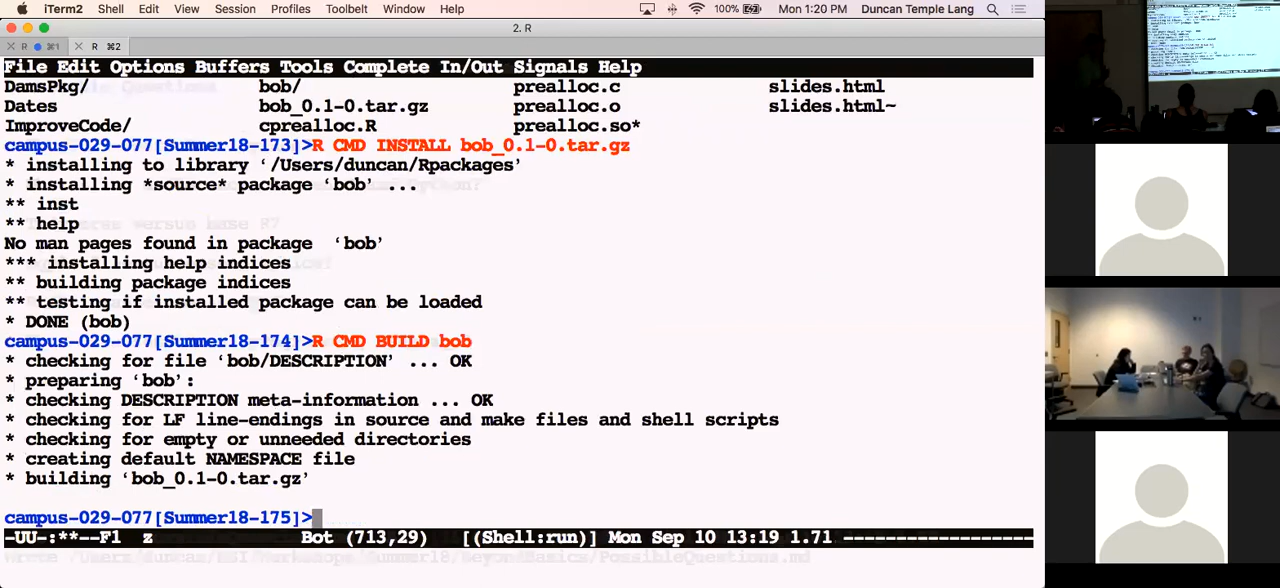 iTerm2 Shell Edit View Session Profiles Toolbelt Window Help 100% Mon 1:20 PM Duncan Temple Lang
2. R
R ⌘1 R ⌘2
File Edit Options Buffers Tools Complete In/Out Signals Help
DamsPkg/ bob/ prealloc.c slides.html
Dates bob_0.1-0.tar.gz prealloc.o slides.html~
ImproveCode/ cprealloc.R prealloc.so*
campus-029-077[Summer18-173]>R CMD INSTALL bob_0.1-0.tar.gz
* installing to library ‘/Users/duncan/Rpackages’
* installing *source* package ‘bob’ ...
** inst
** help
No man pages found in package ‘bob’
*** installing help indices
** building package indices
** testing if installed package can be loaded
* DONE (bob)
campus-029-077[Summer18-174]>R CMD BUILD bob
* checking for file ‘bob/DESCRIPTION’ ... OK
* preparing ‘bob’:
* checking DESCRIPTION meta-information ... OK
* checking for LF line-endings in source and make files and shell scripts
* checking for empty or unneeded directories
* creating default NAMESPACE file
* building ‘bob_0.1-0.tar.gz’
campus-029-077[Summer18-175]>
-UU-:**--F1 z Bot (713,29) [(Shell:run)] Mon Sep 10 13:19 1.71 ------------------